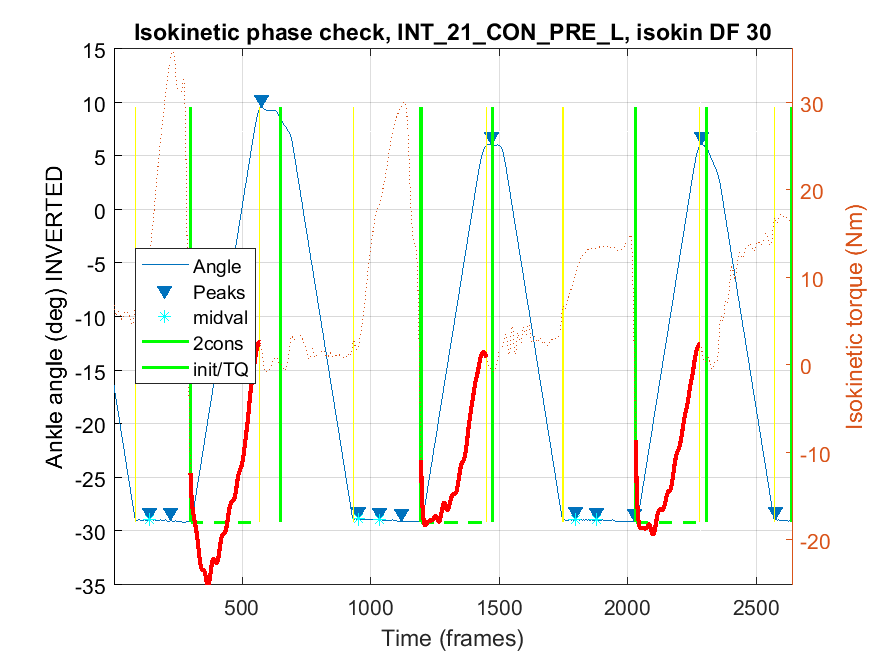 Isokinetic phase check, INT_21_CON_PRE_L, isokin DF 30
Ankle angle (deg) INVERTED
15
10
5
0
-5
-10
-15
-20
-25
-30
-35
Angle
Peaks
midval
2cons
init/TQ
30
20
10
0
-10
-20
Isokinetic torque (Nm)
500
1000
1500
2000
2500
Time (frames)